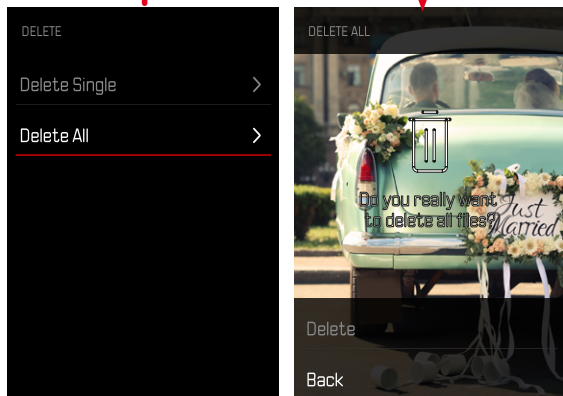 DELETE
Delete Single
Delete All
DELETE ALL
Do you really want
to delete all files?
Just
Married
Delete
Back